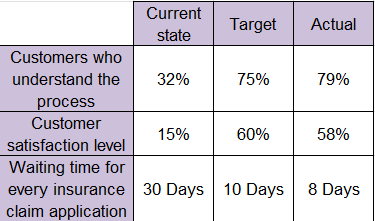 Current state Target Actual
Customers who understand the process 32% 75% 79%
Customer satisfaction level 15% 60% 58%
Waiting time for every insurance claim application 30 Days 10 Days 8 Days